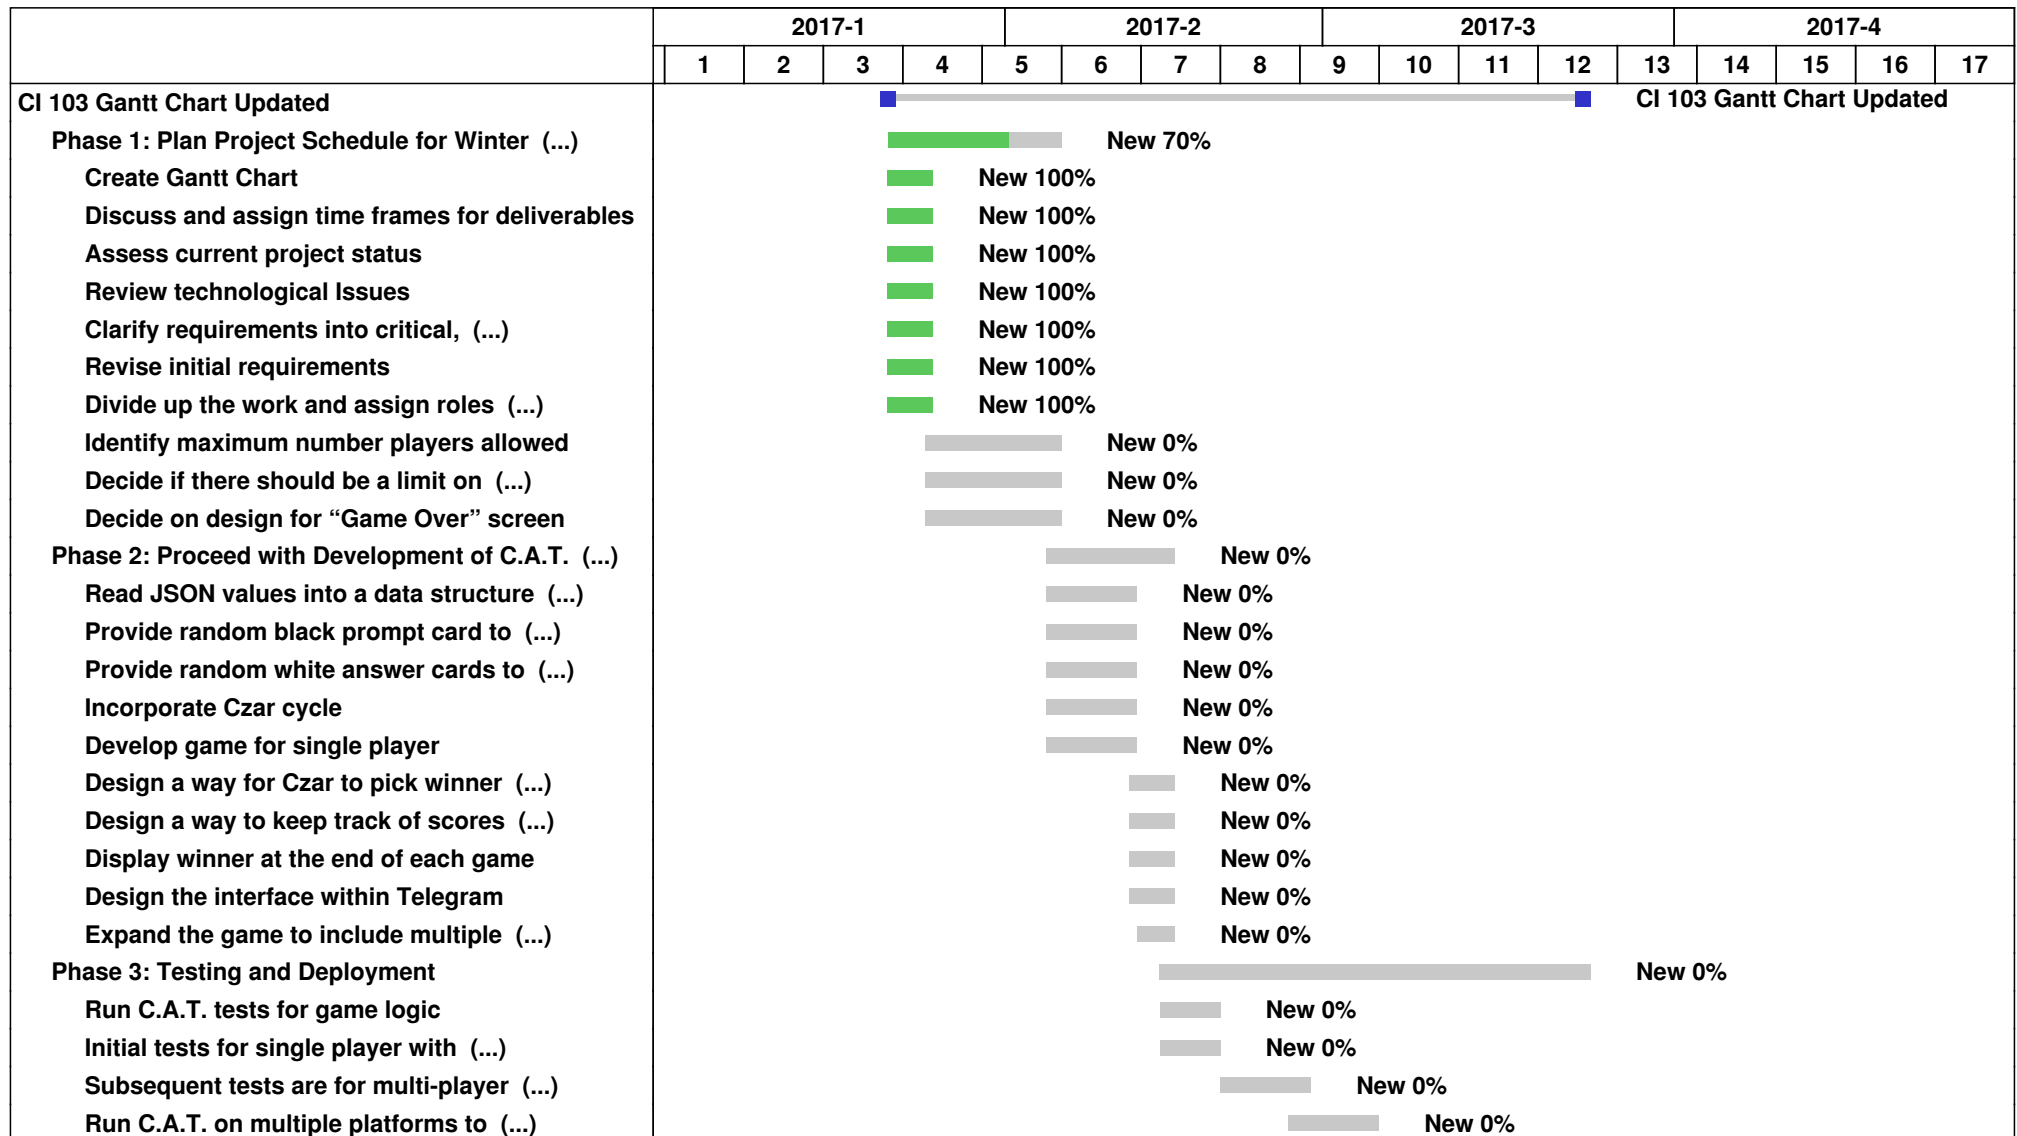 2017-1 2017-2 2017-3 2017-4
1 2 3 4 5 6 7 8 9 10 11 12 13 14 15 16 17
CI 103 Gantt Chart Updated CI 103 Gantt Chart Updated
Phase 1: Plan Project Schedule for Winter (...) New 70%
Create Gantt Chart New 100%
Discuss and assign time frames for deliverables New 100%
Assess current project status New 100%
Review technological Issues New 100%
Clarify requirements into critical, (...) New 100%
Revise initial requirements New 100%
Divide up the work and assign roles (...) New 100%
Identify maximum number players allowed New 0%
Decide if there should be a limit on (...) New 0%
Decide on design for “Game Over” screen New 0%
Phase 2: Proceed with Development of C.A.T. (...) New 0%
Read JSON values into a data structure (...) New 0%
Provide random black prompt card to (...) New 0%
Provide random white answer cards to (...) New 0%
Incorporate Czar cycle New 0%
Develop game for single player New 0%
Design a way for Czar to pick winner (...) New 0%
Design a way to keep track of scores (...) New 0%
Display winner at the end of each game New 0%
Design the interface within Telegram New 0%
Expand the game to include multiple (...) New 0%
Phase 3: Testing and Deployment New 0%
Run C.A.T. tests for game logic New 0%
Initial tests for single player with (...) New 0%
Subsequent tests are for multi-player (...) New 0%
Run C.A.T. on multiple platforms to (...) New 0%